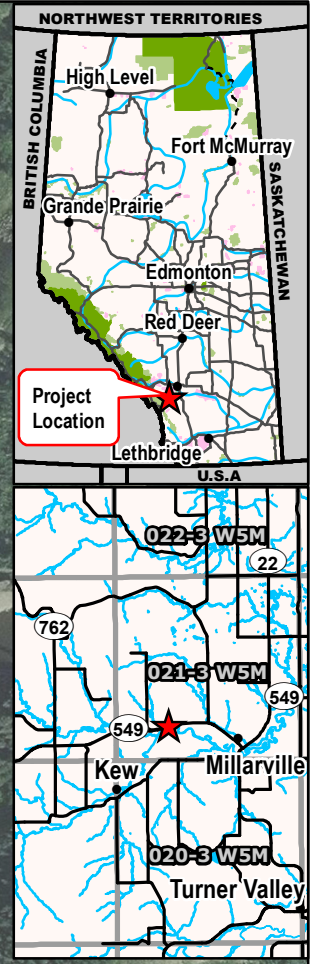 NORTHWEST TERRITORIES
BRITISH COLUMBIA
High Level
Fort McMurray
SASKATCHEWAN
Grande Prairie
Edmonton
Red Deer
Project
Location
Lethbridge
U.S.A
022-3 W5M
22
762
021-3 W5M
549
549
Kew
Millarville
020-3 W5M
Turner Valley